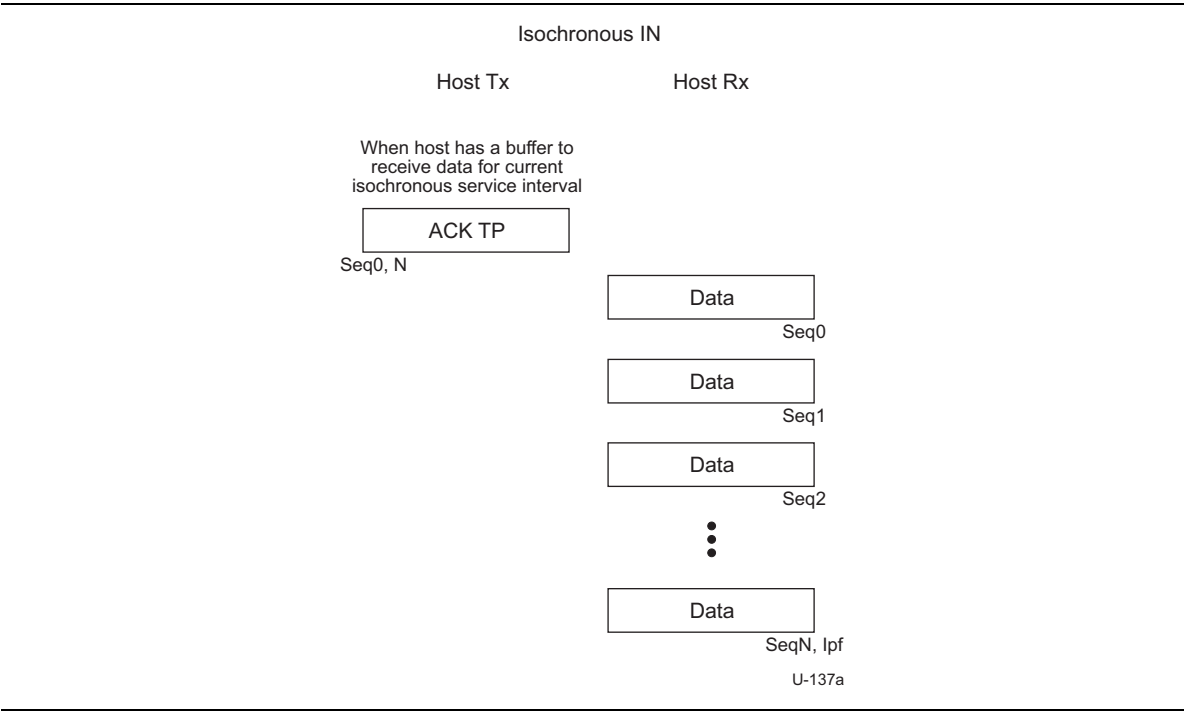 Isochronous IN
Host Tx
Host Rx
When host has a buffer to
receive data for current
isochronous service interval
ACK TP
Seq0, N
Data
Seq0
Data
Seq1
Data
Seq2
Data
SeqN, lpf
U-137a